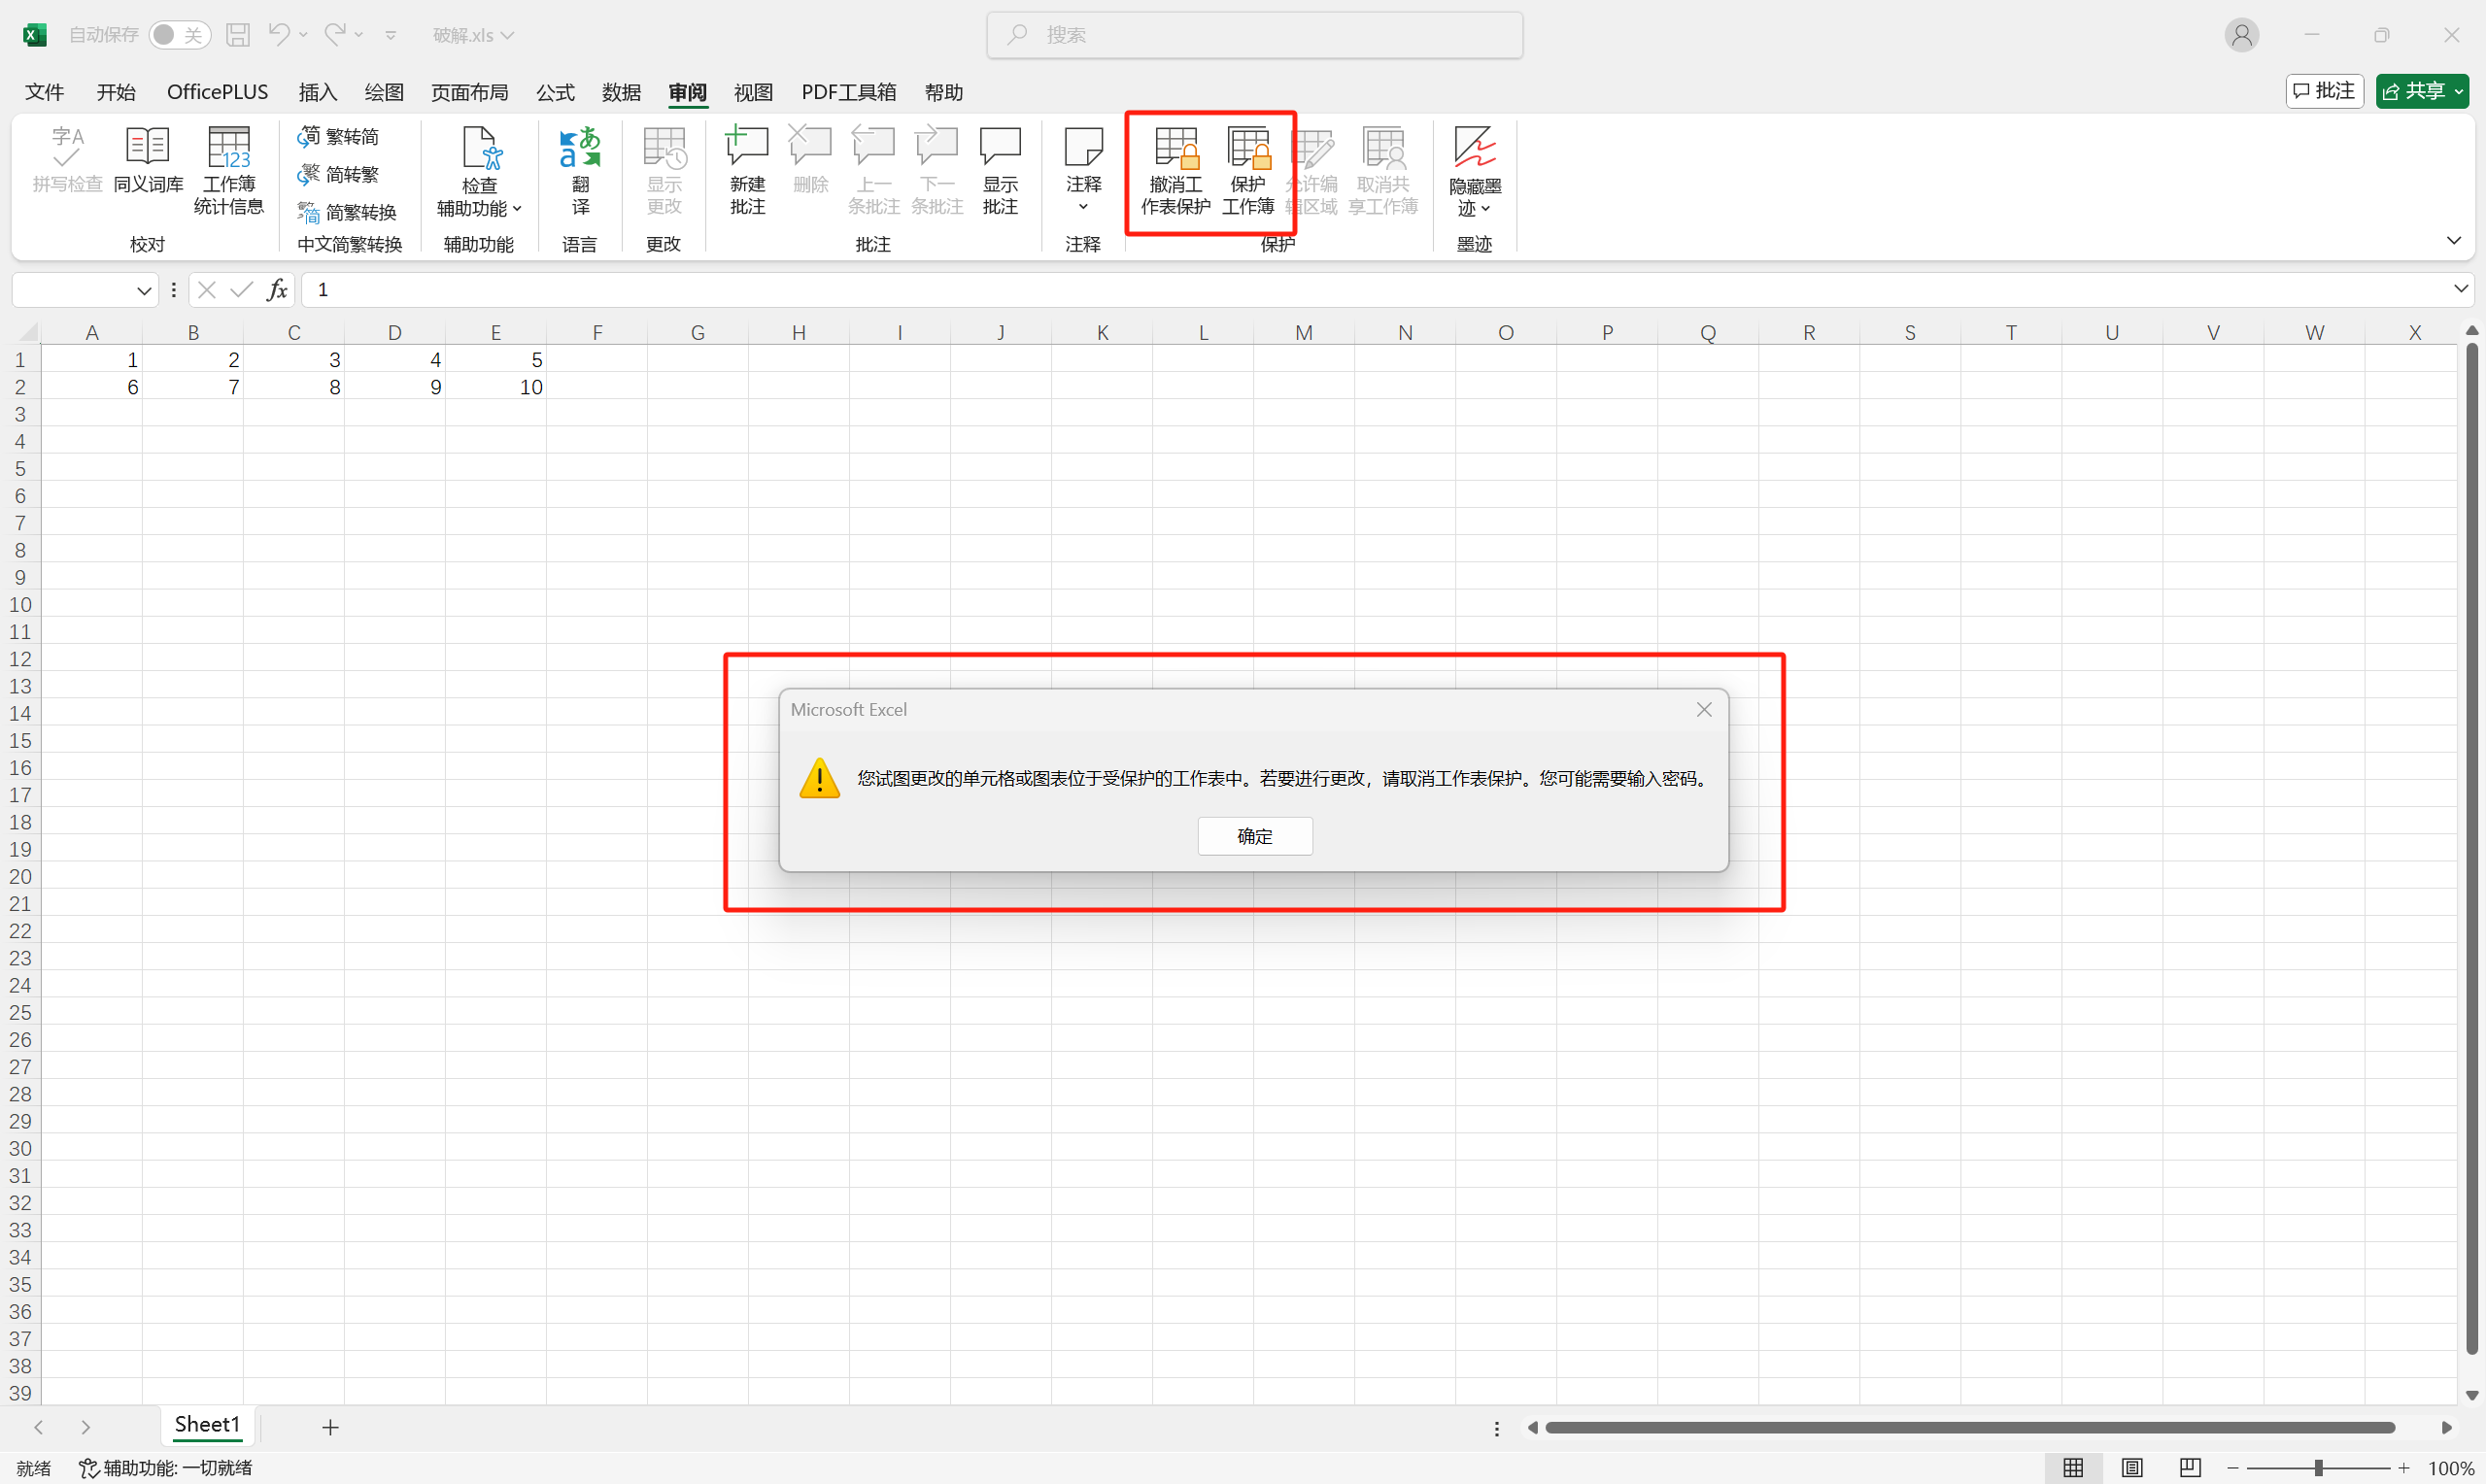 自动保存 关 破解.xls 搜索
文件 开始 OfficePLUS 插入 绘图 页面布局 公式 数据 审阅 视图 PDF工具箱 帮助 批注 共享
字A 简 繁转简 a あ
123 繁 简转繁
拼写检查 同义词库 工作簿 检查 翻 显示 新建 删除 上一 下一 显示 注释 撤消工 保护 允许编 取消共 隐藏墨
统计信息 繁简 简繁转换 辅助功能 译 更改 批注 条批注 条批注 批注 作表保护 工作簿 辑区域 享工作簿 迹
校对 中文简繁转换 辅助功能 语言 更改 批注 注释 保护 墨迹
fx 1
A B C D E F G H I J K L M N O P Q R S T U V W X
1 1 2 3 4 5
2 6 7 8 9 10
3
4
5
6
7
8
9
10
11
12
13
Microsoft Excel
14
15
16
您试图更改的单元格或图表位于受保护的工作表中。若要进行更改，请取消工作表保护。您可能需要输入密码。
17
18
确定
19
20
21
22
23
24
25
26
27
28
29
30
31
32
33
34
35
36
37
38
39
Sheet1
就绪 辅助功能: 一切就绪 100%